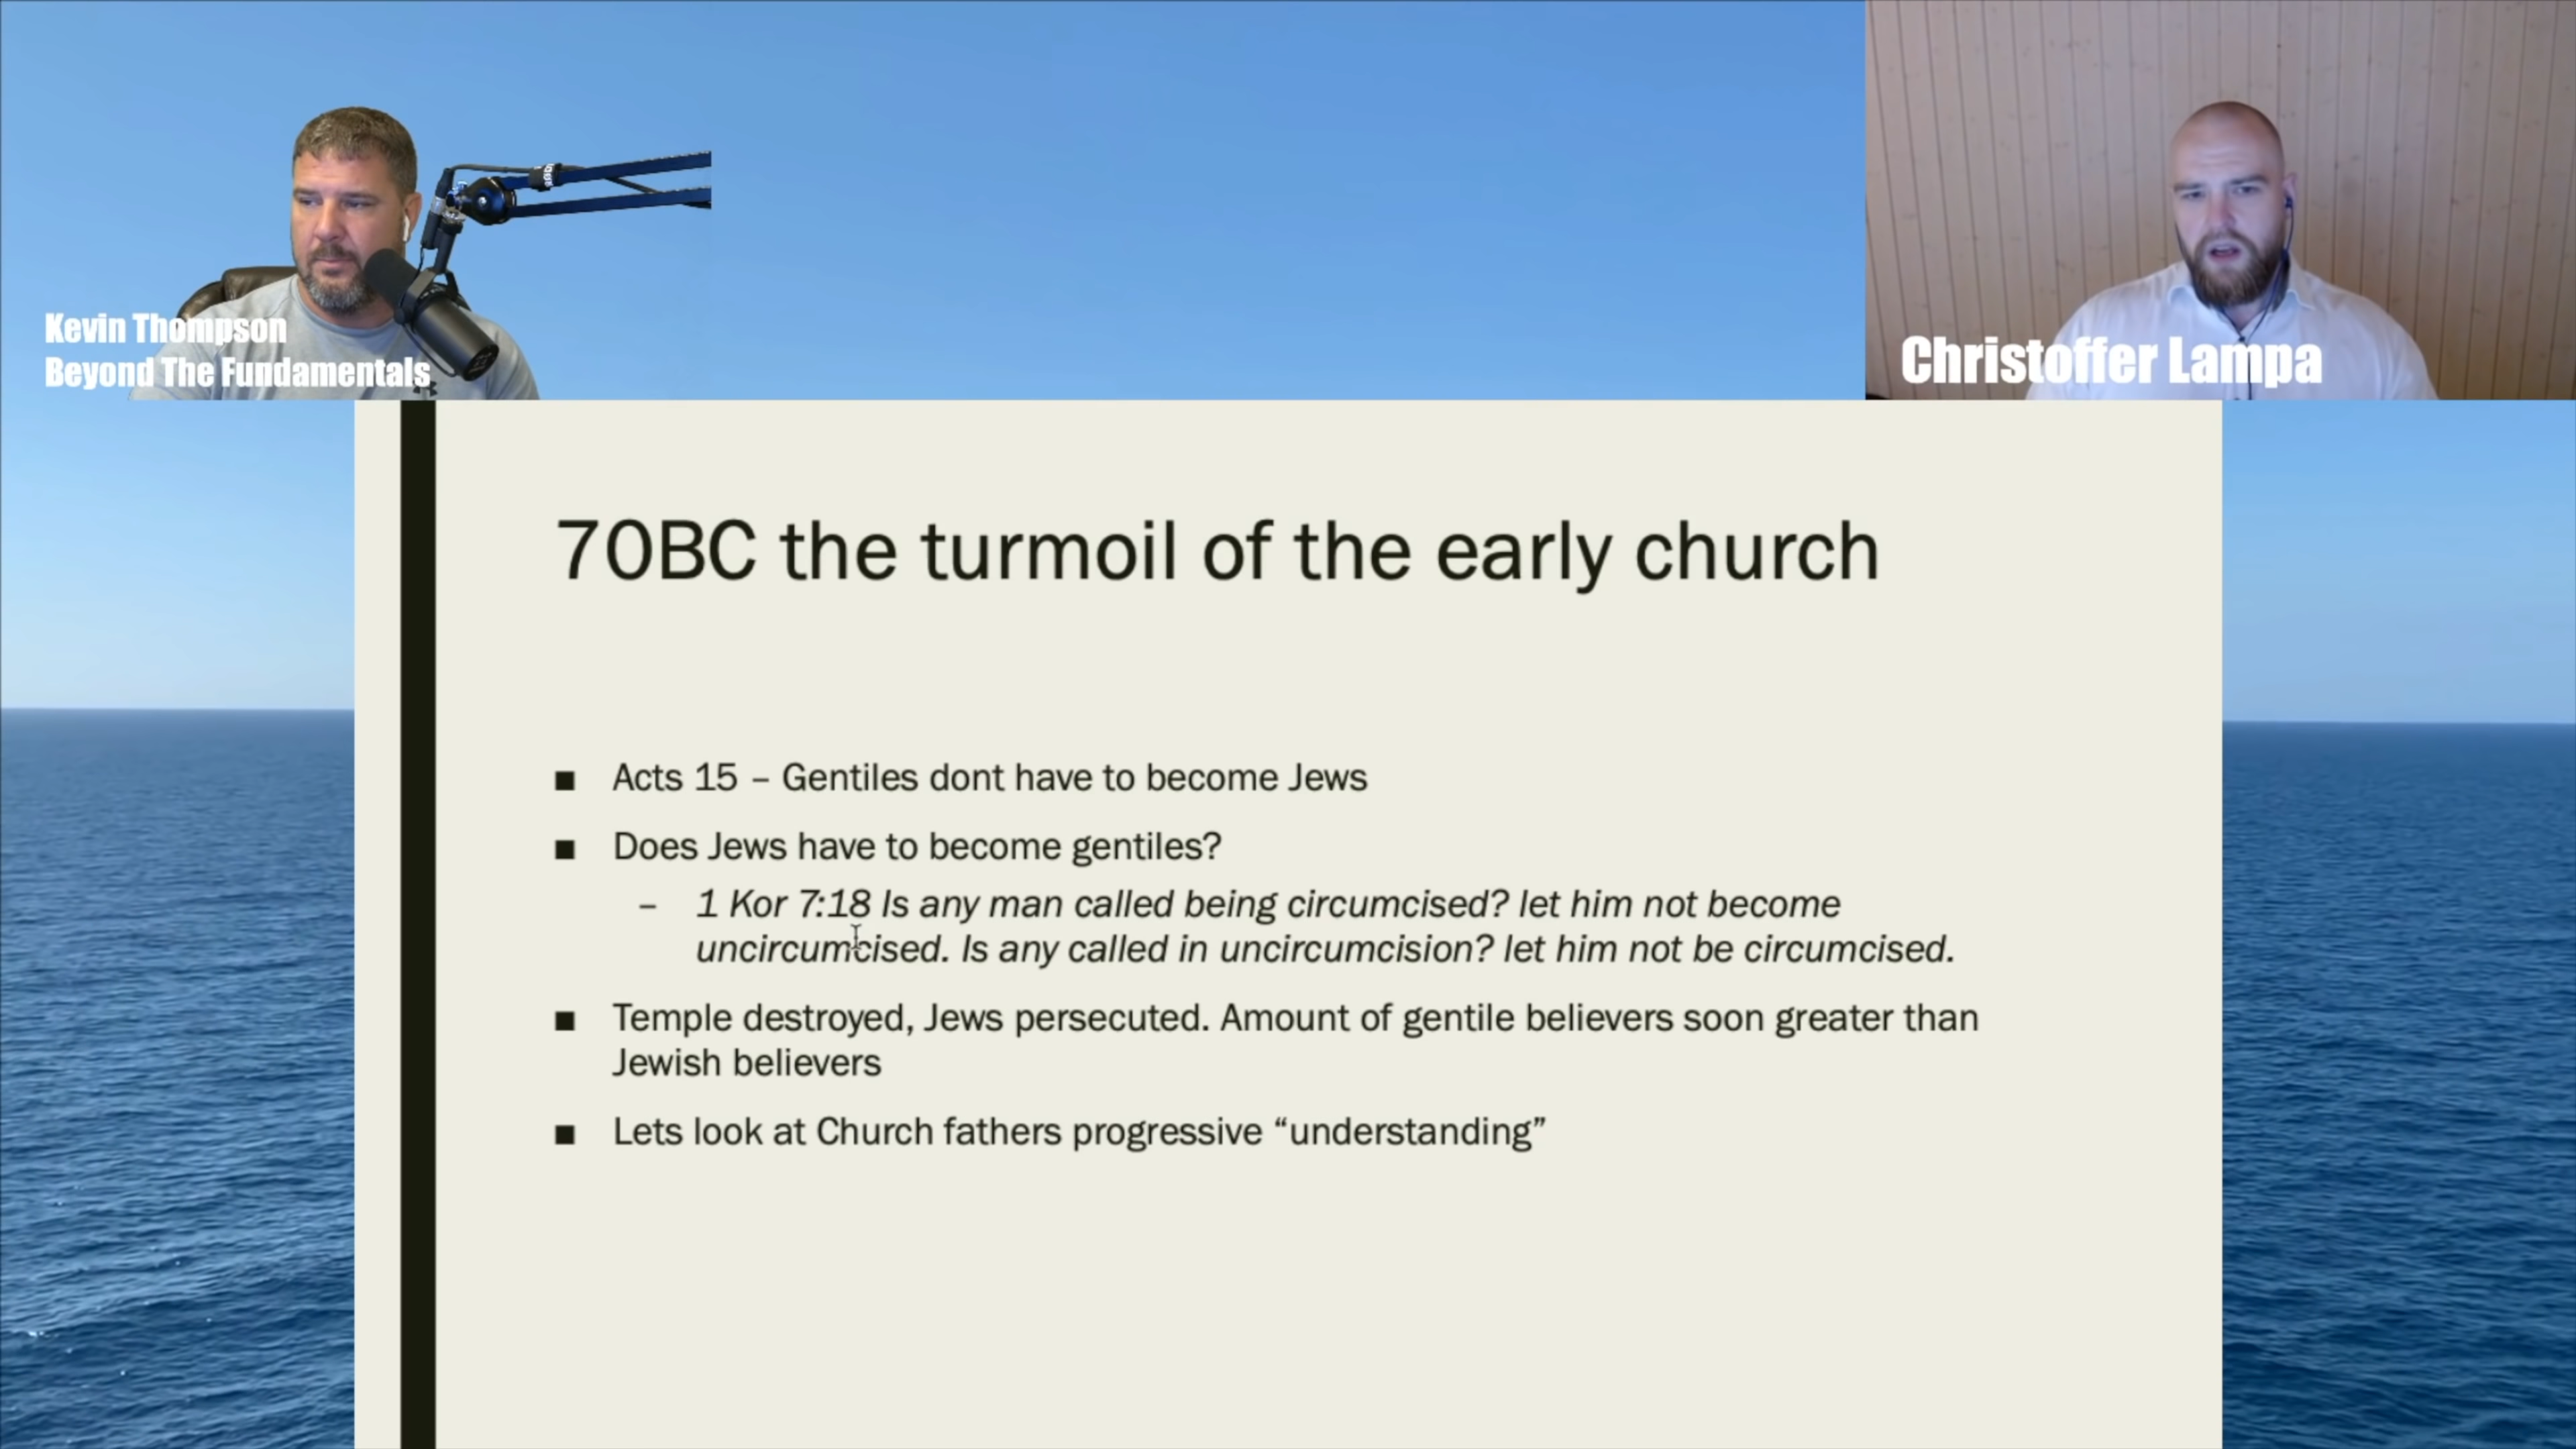 Kevin Thompson
Beyond The Fundamentals
Christoffer Lampa
70BC the turmoil of the early church
■ Acts 15 – Gentiles dont have to become Jews
■ Does Jews have to become gentiles?
– 1 Kor 7:18 Is any man called being circumcised? let him not become
uncircumcised. Is any called in uncircumcision? let him not be circumcised.
■ Temple destroyed, Jews persecuted. Amount of gentile believers soon greater than
Jewish believers
■ Lets look at Church fathers progressive “understanding”